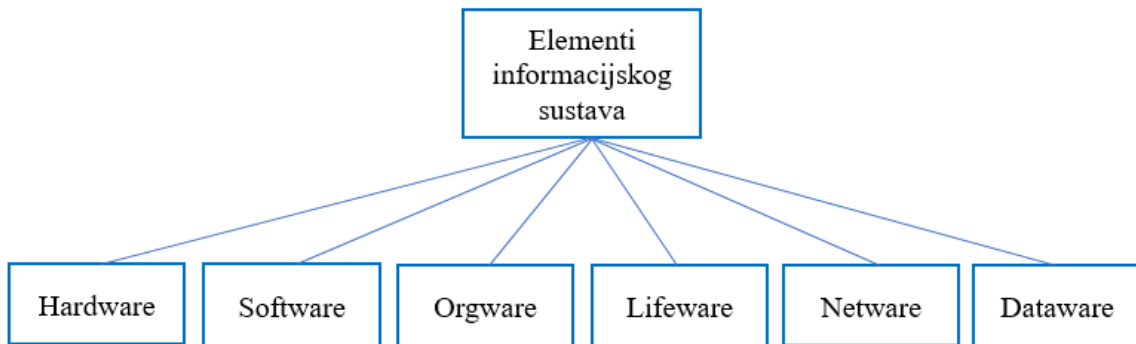 Elementi
informacijskog
sustava
Hardware
Software
Orgware
Lifeware
Netware
Dataware